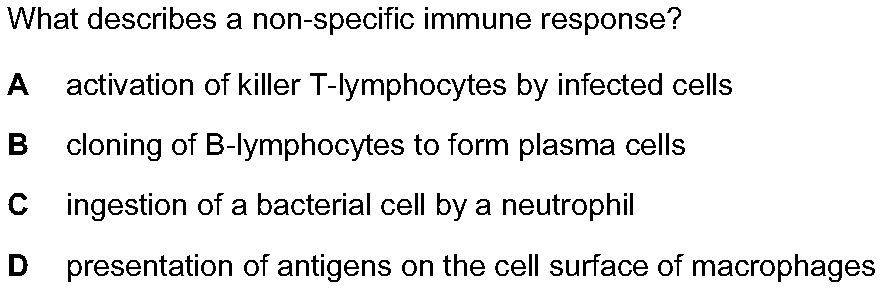 What describes a non-specific immune response?
A activation of killer T-lymphocytes by infected cells
B cloning of B-lymphocytes to form plasma cells
C ingestion of a bacterial cell by a neutrophil
D presentation of antigens on the cell surface of macrophages